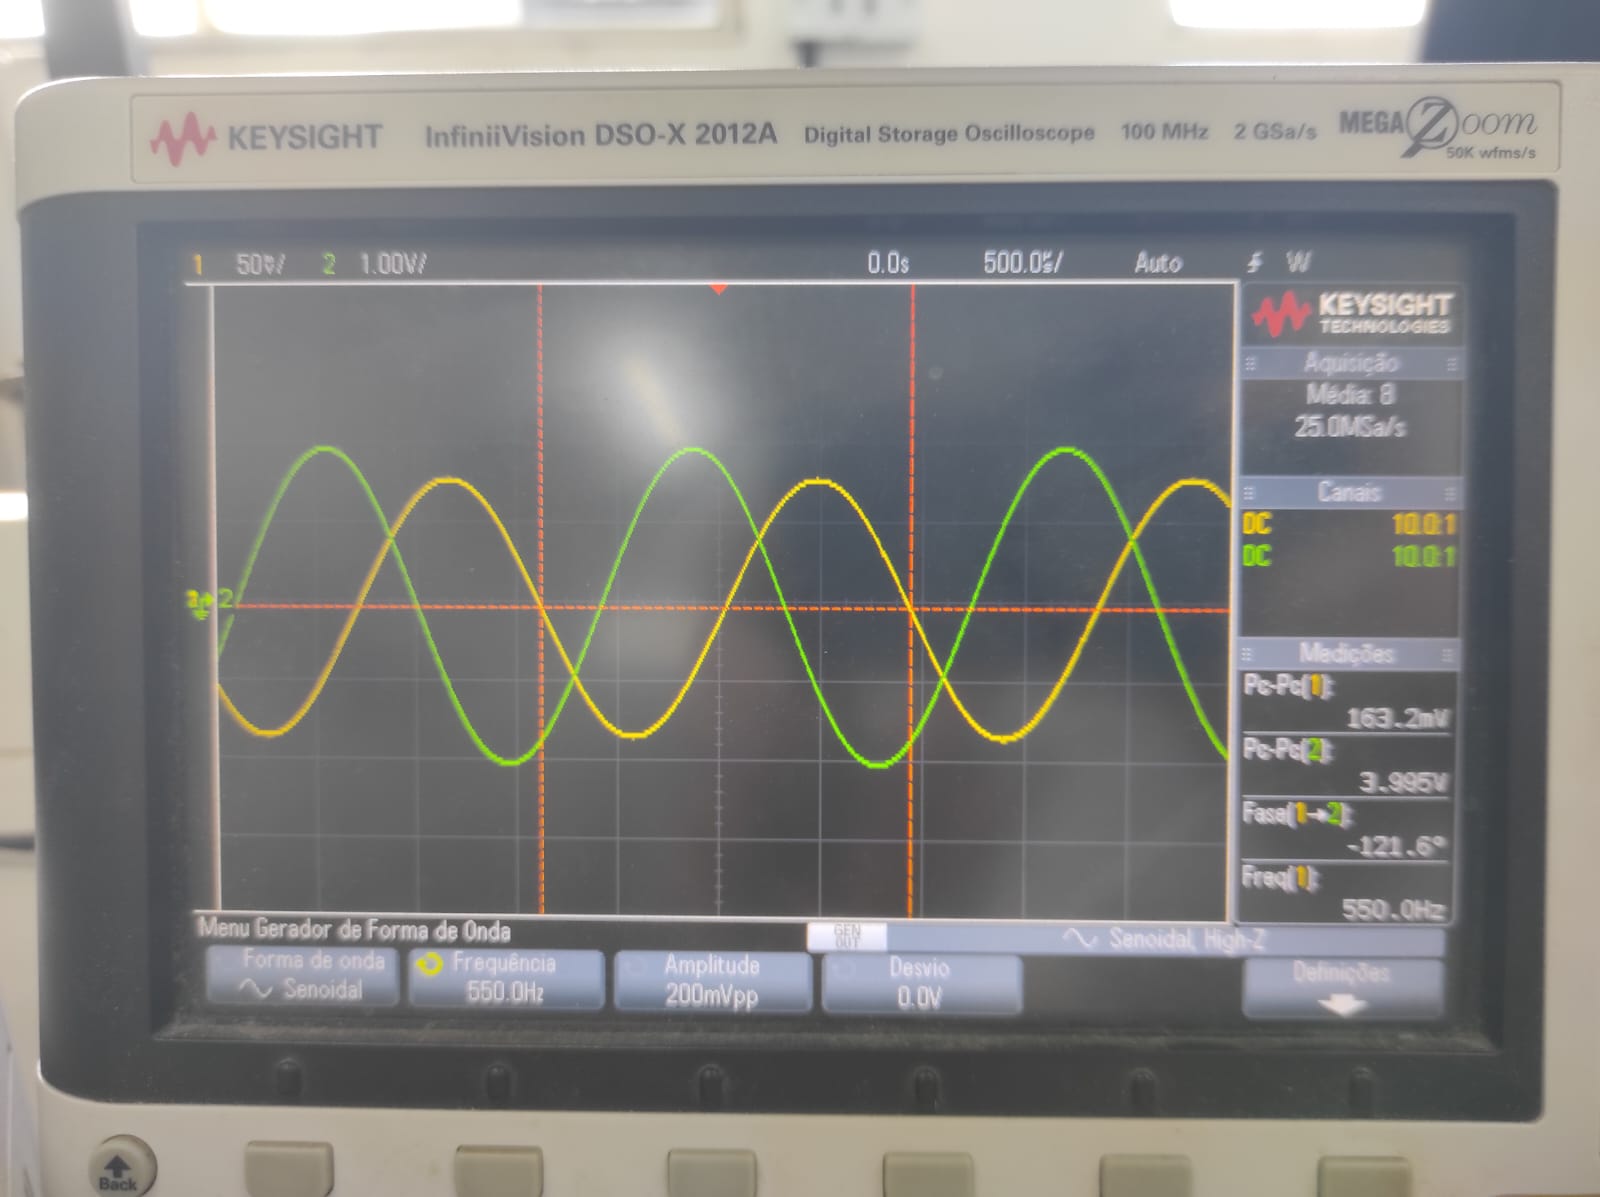 KEYSIGHT InfiniiVision DSO-X 2012A Digital Storage Oscilloscope 100 MHz 2 GSa/s MEGA Zoom
50K wfms/s
1 50mV/ 2 1.00V/ 0.0s 500.0µs/ Auto W
KEYSIGHT
TECHNOLOGIES
Aquisição
Média: 8
25.0MSa/s
Canais
DC 10.0:1
DC 10.0:1
2
Medições
Pc-Pc(1):
163.2mV
Pc-Pc(2):
3.995V
Fase(1→2):
-121.6°
Freq(1):
550.0Hz
Menu Gerador de Forma de Onda
GEN
OUT
Senoidal, High-Z
Forma de onda
Senoidal
Frequência
550.0Hz
Amplitude
200mVpp
Desvio
0.0V
Definições
Back